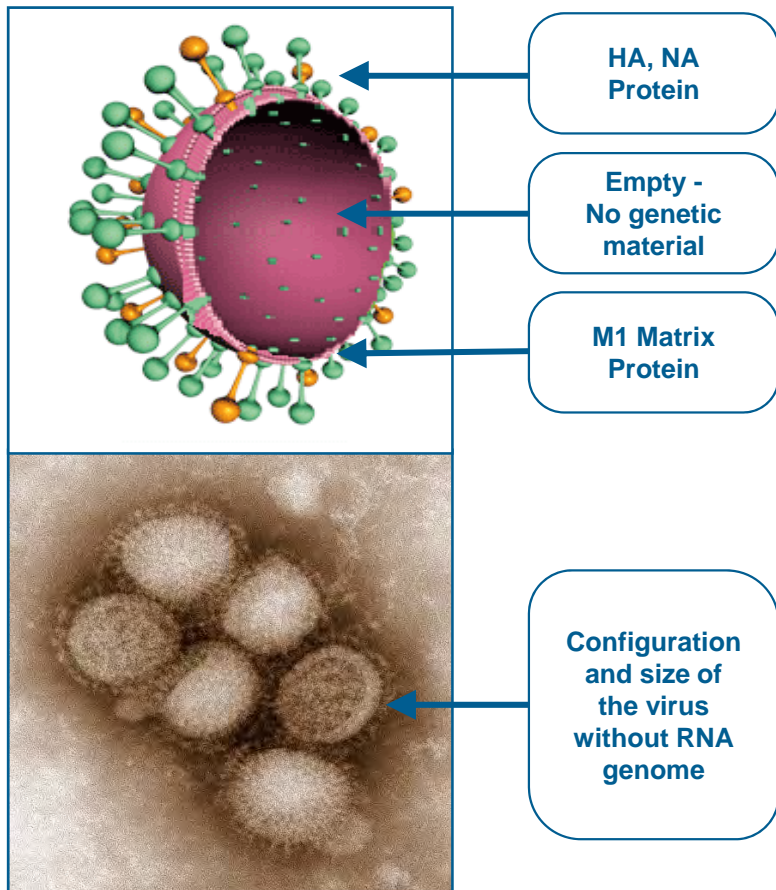 HA, NA
Protein
Empty -
No genetic
material
M1 Matrix
Protein
Configuration
and size of
the virus
without RNA
genome